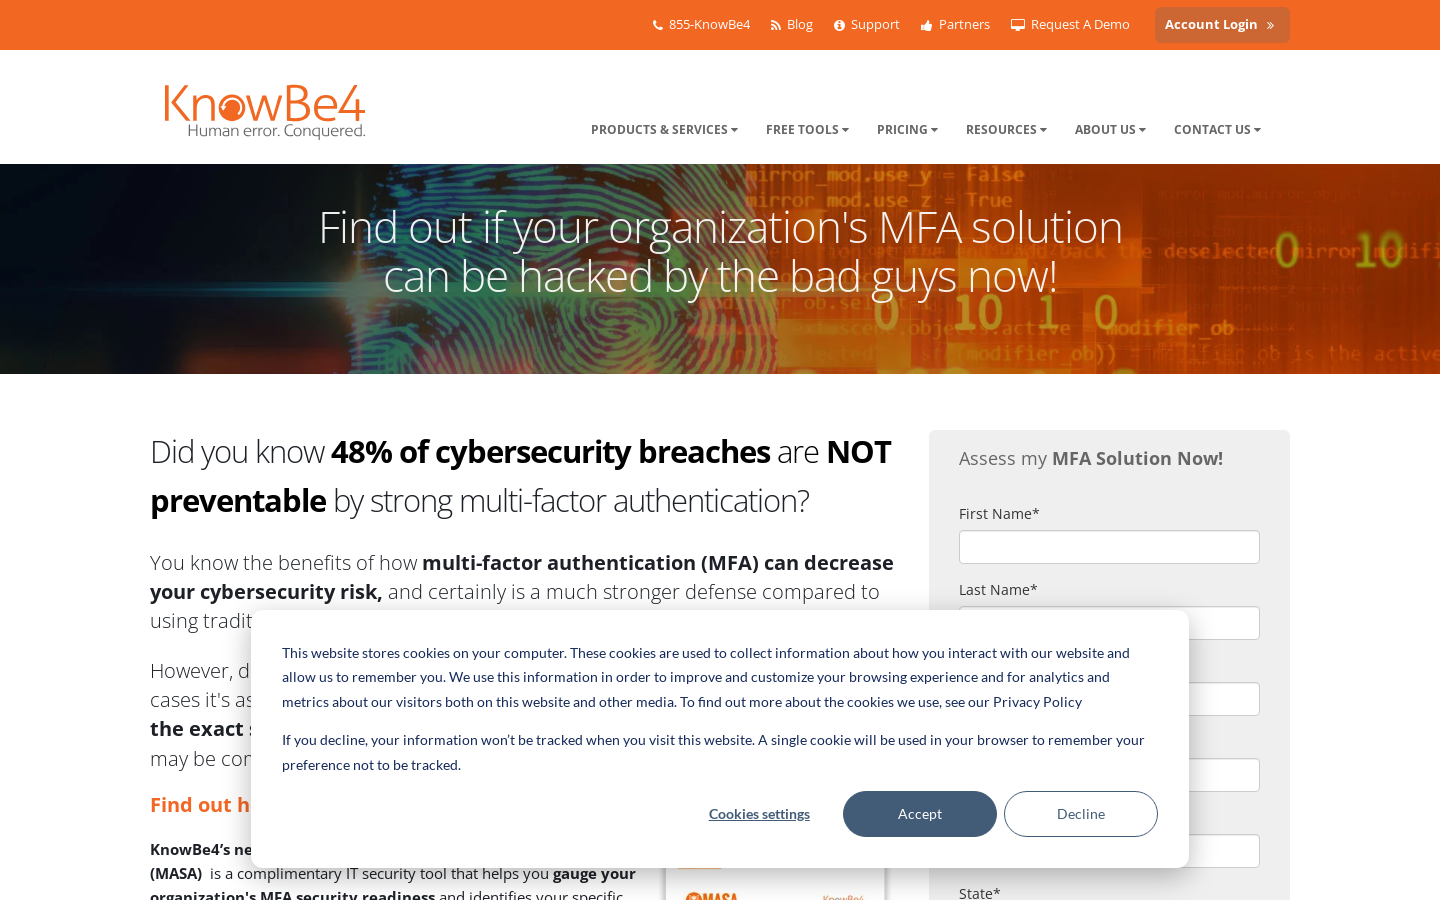 855-KnowBe4 Blog Support Partners Request A Demo Account Login »
KnowBe4
Human error. Conquered.
PRODUCTS & SERVICES FREE TOOLS PRICING RESOURCES ABOUT US CONTACT US
mirror_mod.use_y = False
mirror_mod.use_z = True
Find out if your organization's MFA solution
can be hacked by the bad guys now!
0 10
0 10 1 0
modifier_ob
Did you know 48% of cybersecurity breaches are NOT
preventable by strong multi-factor authentication?
You know the benefits of how multi-factor authentication (MFA) can decrease
your cybersecurity risk, and certainly is a much stronger defense compared to
using
However,
cases it's
the exact
may be
Find out
KnowBe4's
(MASA) is a complimentary IT security tool that helps you gauge your
organization's MFA security readiness and identifies your specific
MASA KnowBe4
Assess my MFA Solution Now!
First Name*
Last Name*
State*
This website stores cookies on your computer. These cookies are used to collect information about how you interact with our website and
allow us to remember you. We use this information in order to improve and customize your browsing experience and for analytics and
metrics about our visitors both on this website and other media. To find out more about the cookies we use, see our Privacy Policy
If you decline, your information won't be tracked when you visit this website. A single cookie will be used in your browser to remember your
preference not to be tracked.
Cookies settings Accept Decline